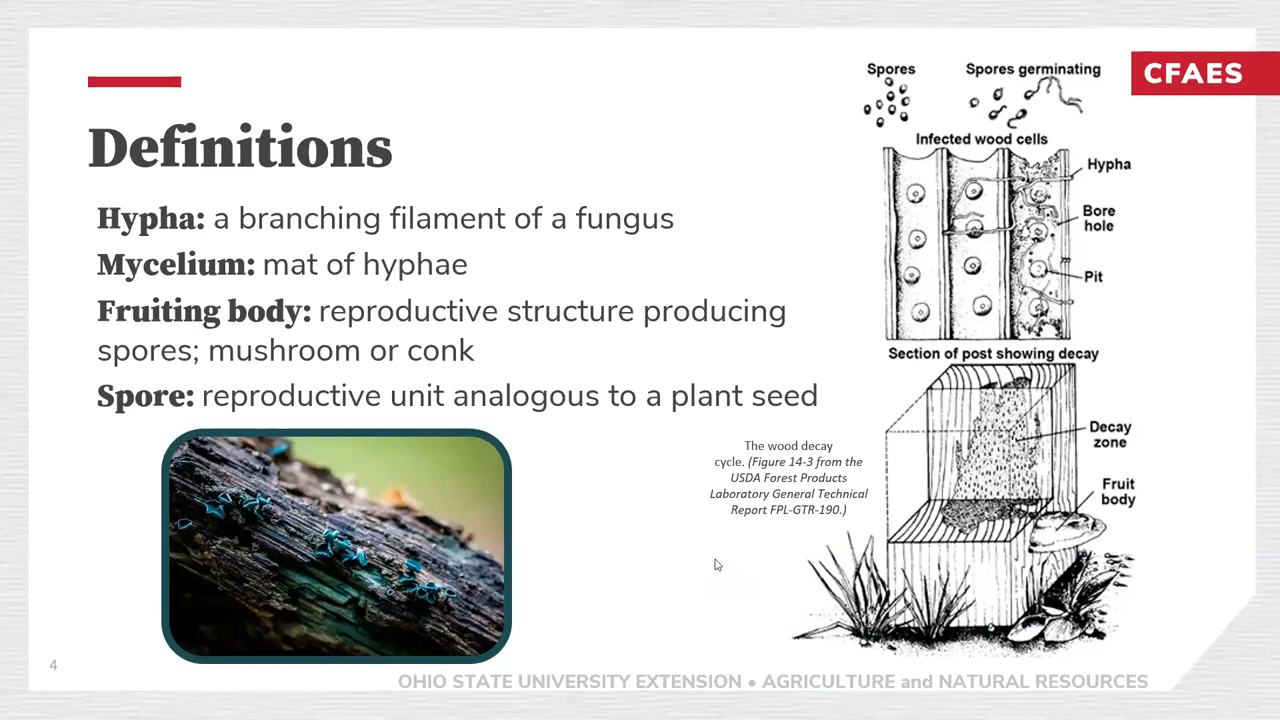 CFAES
Definitions
Hypha: a branching filament of a fungus
Mycelium: mat of hyphae
Fruiting body: reproductive structure producing
spores; mushroom or conk
Spore: reproductive unit analogous to a plant seed
Spores
Spores germinating
Infected wood cells
Hypha
Bore
hole
Pit
Section of post showing decay
Decay
zone
Fruit
body
The wood decay
cycle. (Figure 14-3 from the
USDA Forest Products
Laboratory General Technical
Report FPL-GTR-190.)
4
OHIO STATE UNIVERSITY EXTENSION • AGRICULTURE and NATURAL RESOURCES